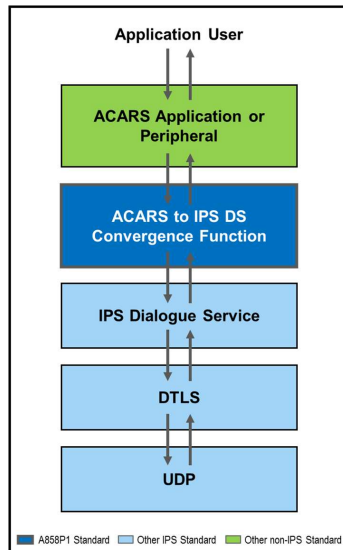 Application User
ACARS Application or
Peripheral
ACARS to IPS DS
Convergence Function
IPS Dialogue Service
DTLS
UDP
A858P1 Standard Other IPS Standard Other non-IPS Standard